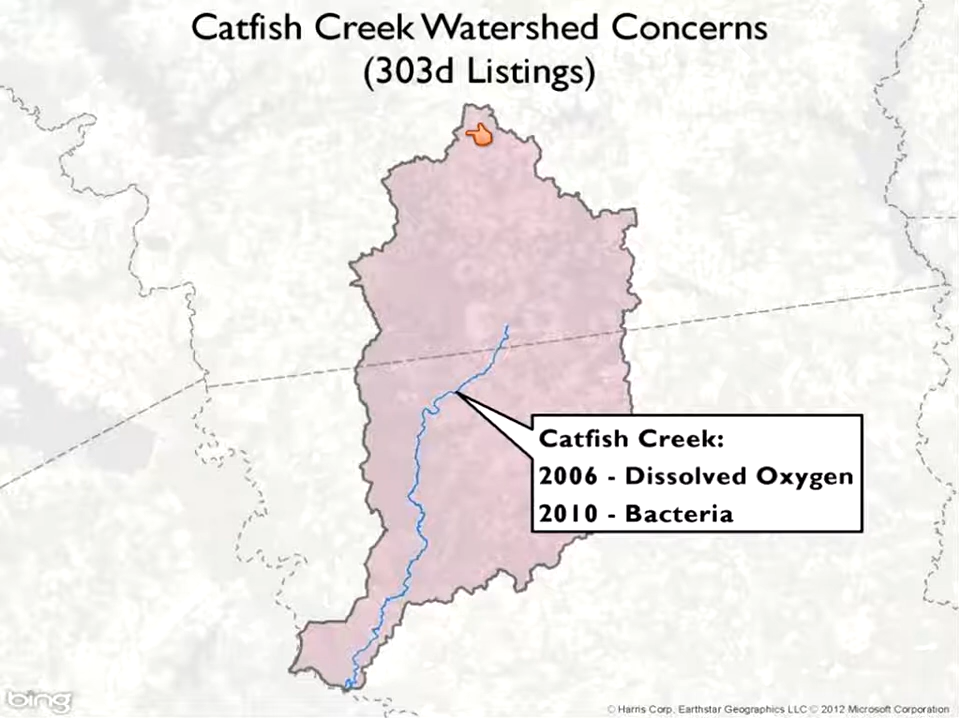 Catfish Creek Watershed Concerns
(303d Listings)
Catfish Creek:
2006 - Dissolved Oxygen
2010 - Bacteria
bing
© Harris Corp, Earthstar Geographics LLC © 2012 Microsoft Corporation